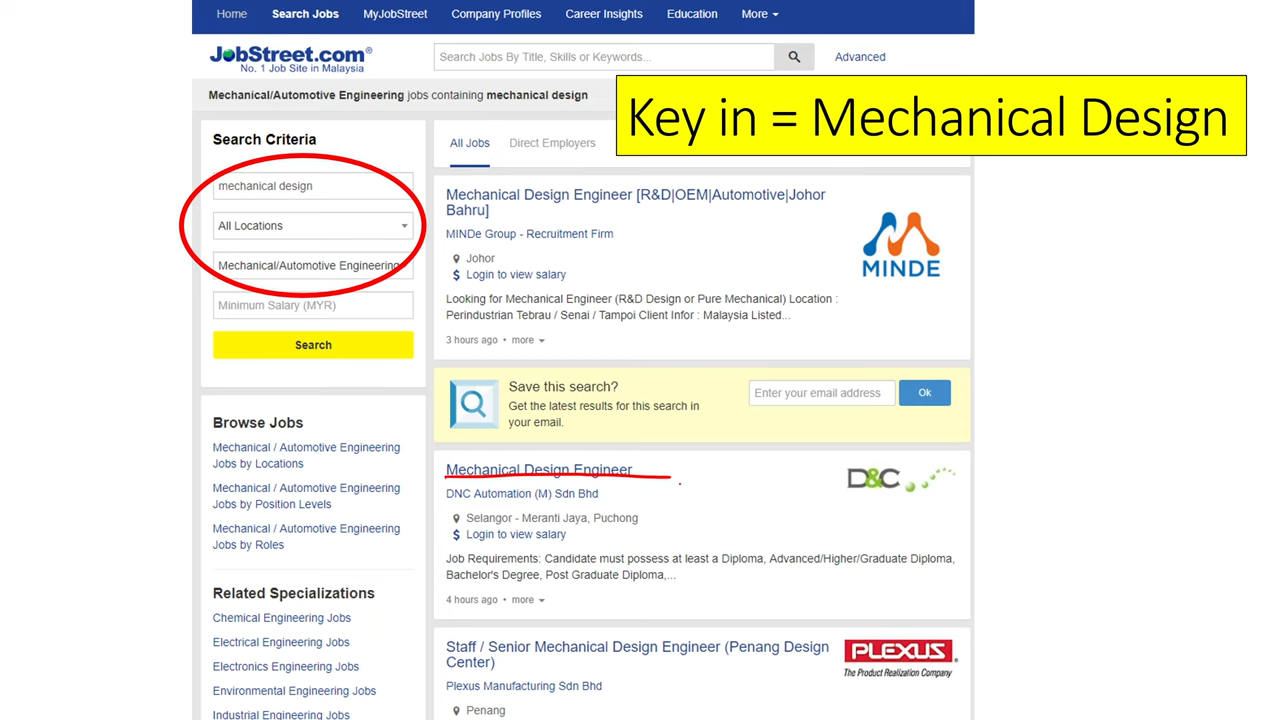 Home Search Jobs MyJobStreet Company Profiles Career Insights Education More
JobStreet.com®
No. 1 Job Site in Malaysia
Search Jobs By Title, Skills or Keywords...
Advanced
Mechanical/Automotive Engineering jobs containing mechanical design
Key in = Mechanical Design
Search Criteria
mechanical design
All Locations
Mechanical/Automotive Engineering
Minimum Salary (MYR)
Search
Browse Jobs
Mechanical / Automotive Engineering
Jobs by Locations
Mechanical / Automotive Engineering
Jobs by Position Levels
Mechanical / Automotive Engineering
Jobs by Roles
Related Specializations
Chemical Engineering Jobs
Electrical Engineering Jobs
Electronics Engineering Jobs
Environmental Engineering Jobs
Industrial Engineering Jobs
All Jobs Direct Employers
Mechanical Design Engineer [R&D|OEM|Automotive|Johor
Bahru]
MINDe Group - Recruitment Firm
Johor
$ Login to view salary
Looking for Mechanical Engineer (R&D Design or Pure Mechanical) Location :
Perindustrian Tebrau / Senai / Tampoi Client Infor : Malaysia Listed...
3 hours ago • more
MINDE
Save this search?
Get the latest results for this search in
your email.
Enter your email address
Ok
Mechanical Design Engineer
DNC Automation (M) Sdn Bhd
Selangor - Meranti Jaya, Puchong
$ Login to view salary
Job Requirements: Candidate must possess at least a Diploma, Advanced/Higher/Graduate Diploma,
Bachelor's Degree, Post Graduate Diploma,...
4 hours ago • more
D&C
Staff / Senior Mechanical Design Engineer (Penang Design
Center)
Plexus Manufacturing Sdn Bhd
Penang
PLEXUS
The Product Realization Company